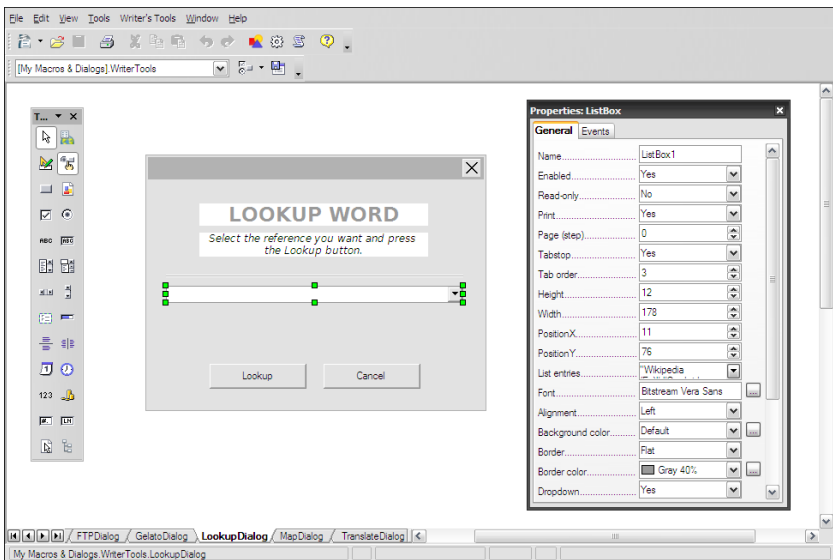 File Edit View Tools Writer's Tools Window Help
[My Macros & Dialogs].WriterTools
T...
Properties: ListBox
General Events
Name ListBox1
Enabled Yes
Read-only No
Print Yes
Page (step) 0
Tabstop Yes
Tab order 3
Height 12
Width 178
PositionX 11
PositionY 76
List entries "Wikipedia
Font Bitstream Vera Sans
Alignment Left
Background color Default
Border Flat
Border color Gray 40%
Dropdown Yes
LOOKUP WORD
Select the reference you want and press
the Lookup button.
Lookup Cancel
ABC ABC
123
FTPDialog GelatoDialog LookupDialog MapDialog TranslateDialog
My Macros & Dialogs.WriterTools.LookupDialog